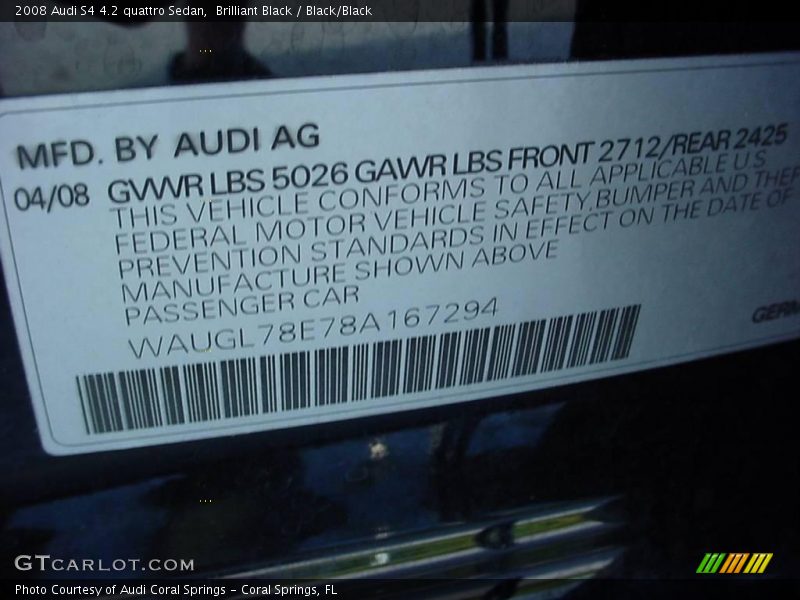 2008 Audi S4 4.2 quattro Sedan, Brilliant Black / Black/Black
MFD. BY AUDI AG
04/08 GVWR LBS 5026 GAWR LBS FRONT 2712/REAR 2425
THIS VEHICLE CONFORMS TO ALL APPLICABLE U.S
FEDERAL MOTOR VEHICLE SAFETY,BUMPER AND THEF
PREVENTION STANDARDS IN EFFECT ON THE DATE OF
MANUFACTURE SHOWN ABOVE
PASSENGER CAR
WAUGL78E78A167294
GERM
GTCARLOT.COM
Photo Courtesy of Audi Coral Springs – Coral Springs, FL